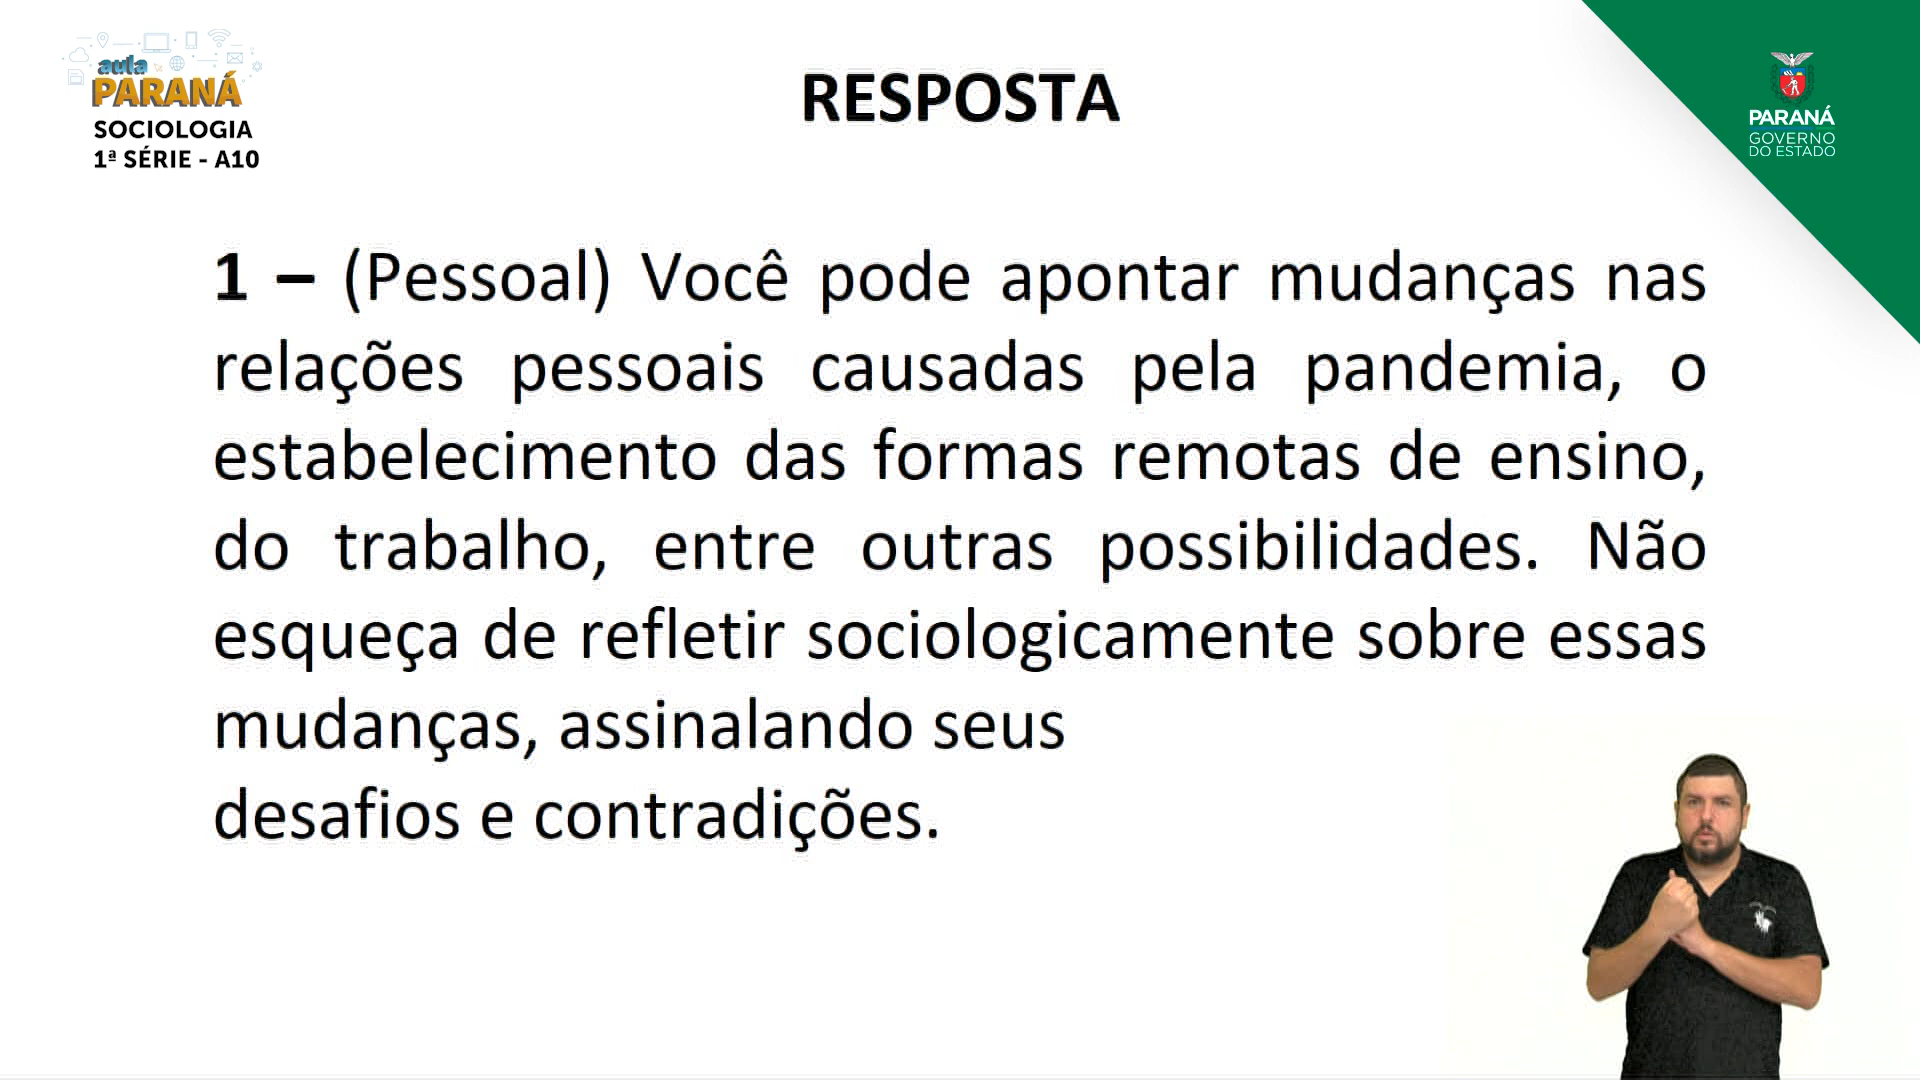 aula
PARANÁ
SOCIOLOGIA
1ª SÉRIE - A10
RESPOSTA
PARANÁ
GOVERNO
DO ESTADO
1 – (Pessoal) Você pode apontar mudanças nas
relações pessoais causadas pela pandemia, o
estabelecimento das formas remotas de ensino,
do trabalho, entre outras possibilidades. Não
esqueça de refletir sociologicamente sobre essas
mudanças, assinalando seus
desafios e contradições.